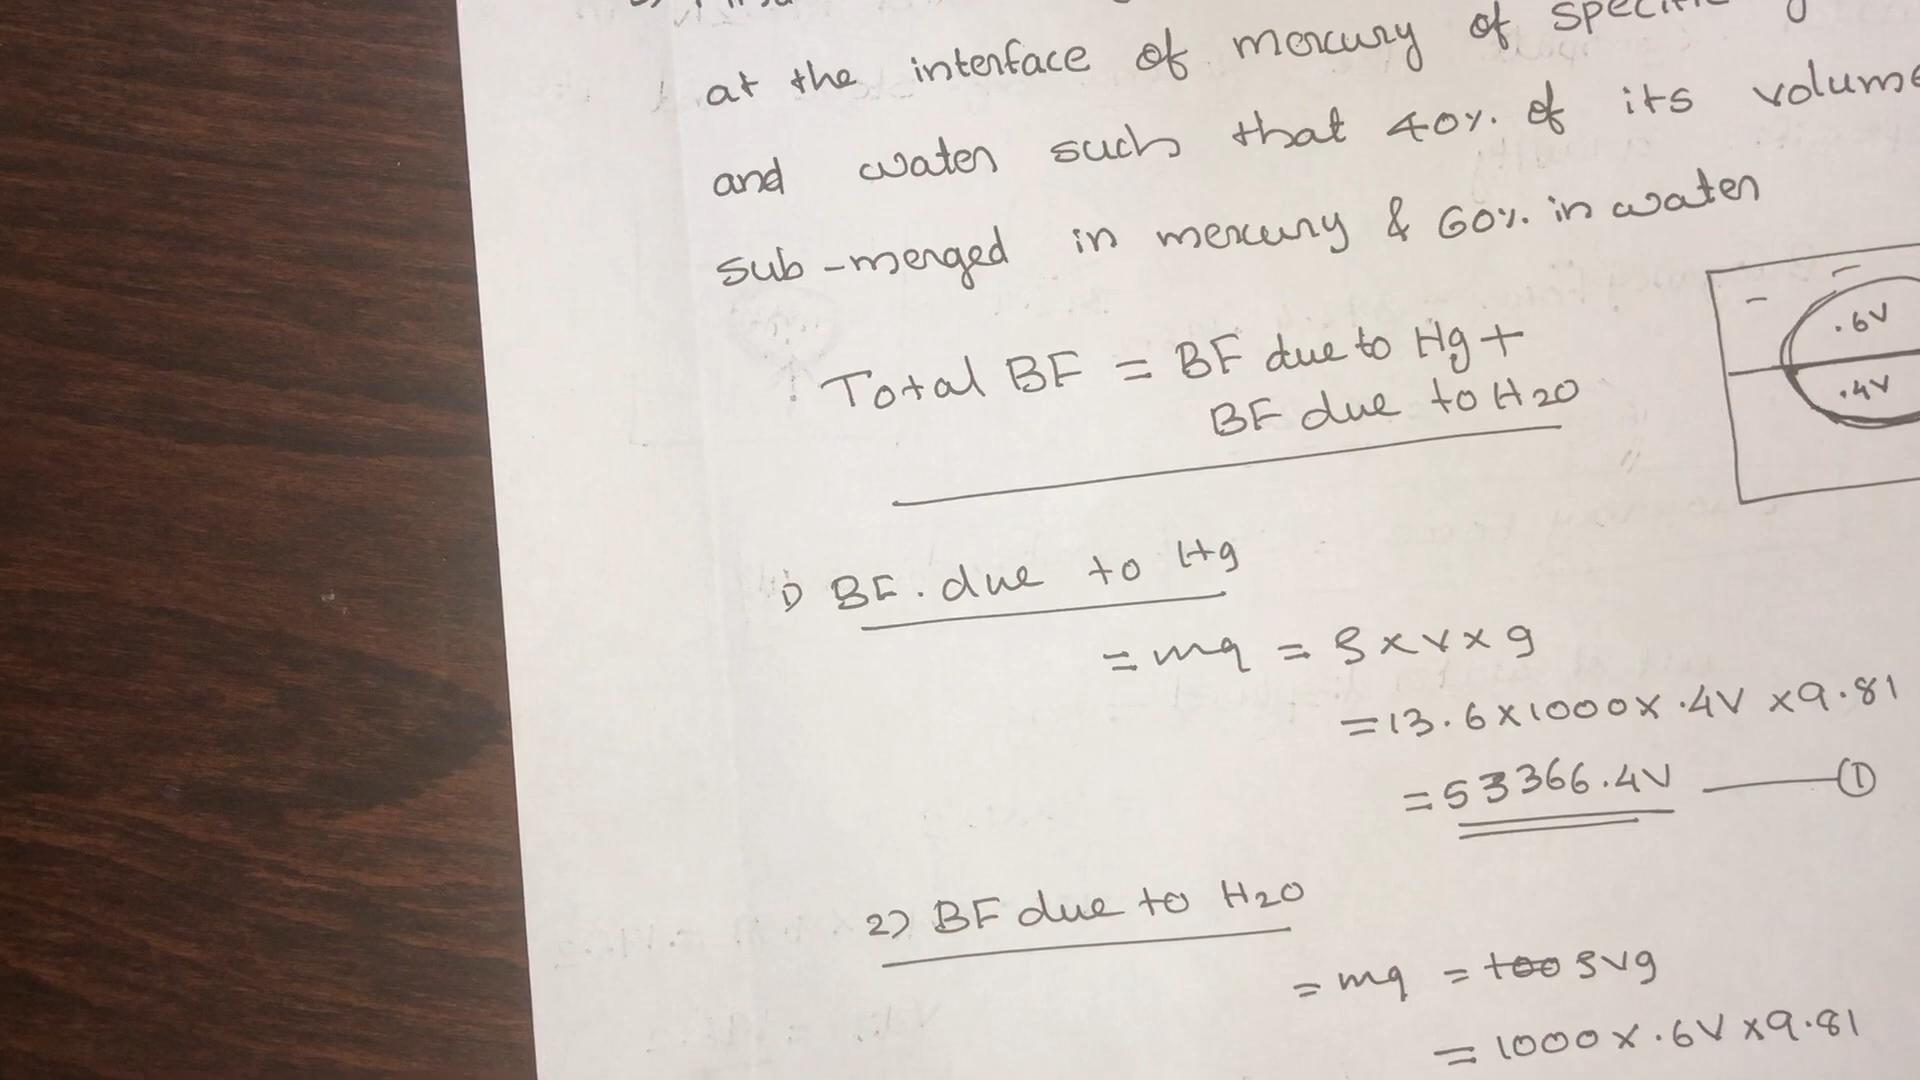 at the interface of mercury of specific
and water such that 40%. of its volume
sub-merged in mercury & 60%. in water
.6V
.4V
Total BF = BF due to Hg +
BF due to H2O
1) BF. due to Hg
= mg = ρ x V x g
= 13.6 x 1000 x .4V x 9.81
= 53366.4V ——— ①
2) BF due to H2O
= mg = ρVg
= 1000 x .6V x 9.81